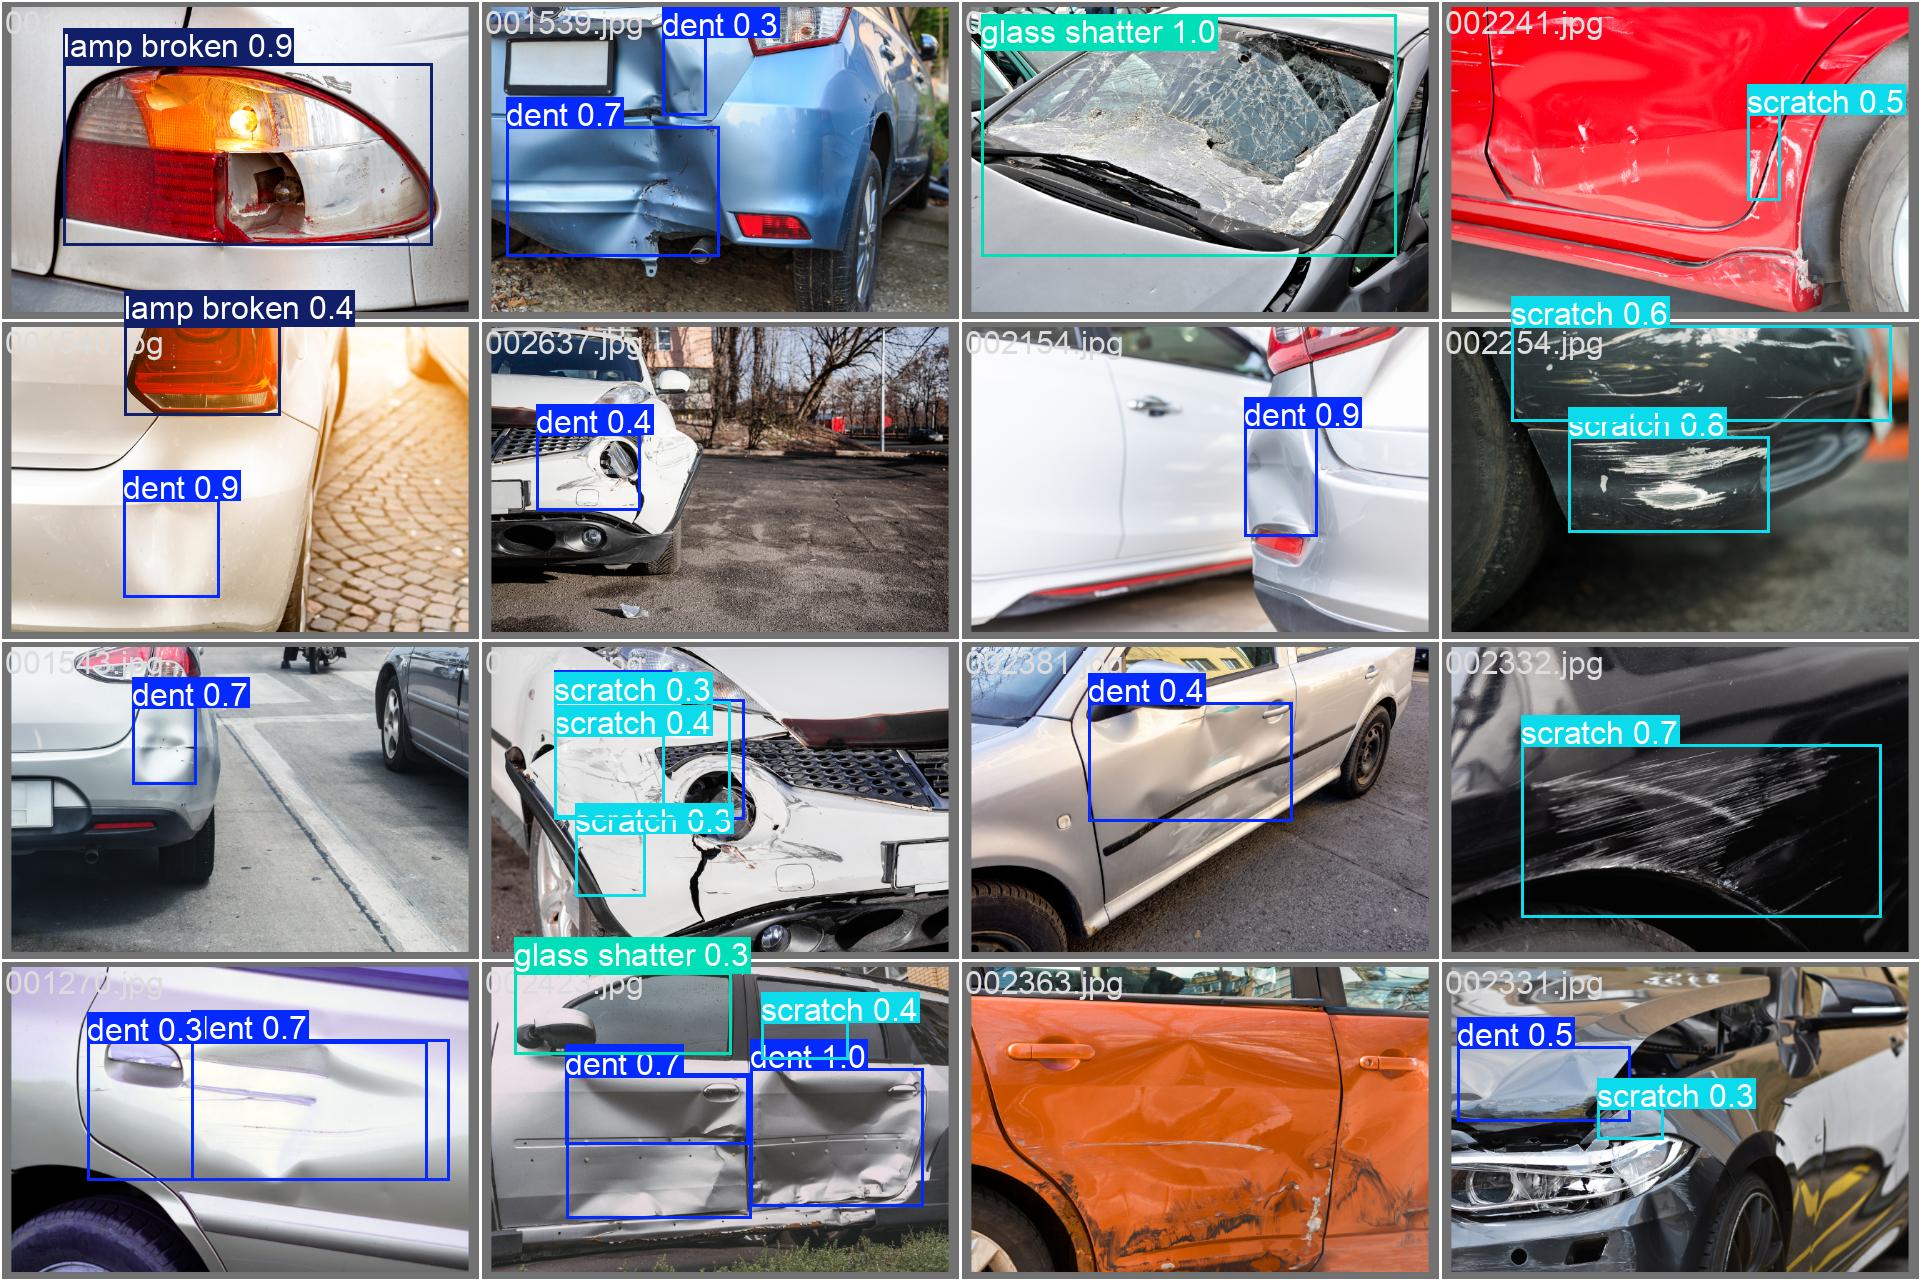 lamp broken 0.9
001539.jpg
dent 0.3
dent 0.7
glass shatter 1.0
002241.jpg
scratch 0.5
lamp broken 0.4
dent 0.9
002637.jpg
dent 0.4
002154.jpg
dent 0.9
scratch 0.6
002254.jpg
scratch 0.8
001543.jpg
dent 0.7
scratch 0.3
scratch 0.4
scratch 0.3
002381.jpg
dent 0.4
002332.jpg
scratch 0.7
001270.jpg
dent 0.3
dent 0.7
glass shatter 0.3
002423.jpg
scratch 0.4
dent 0.7
dent 1.0
002363.jpg
002331.jpg
dent 0.5
scratch 0.3